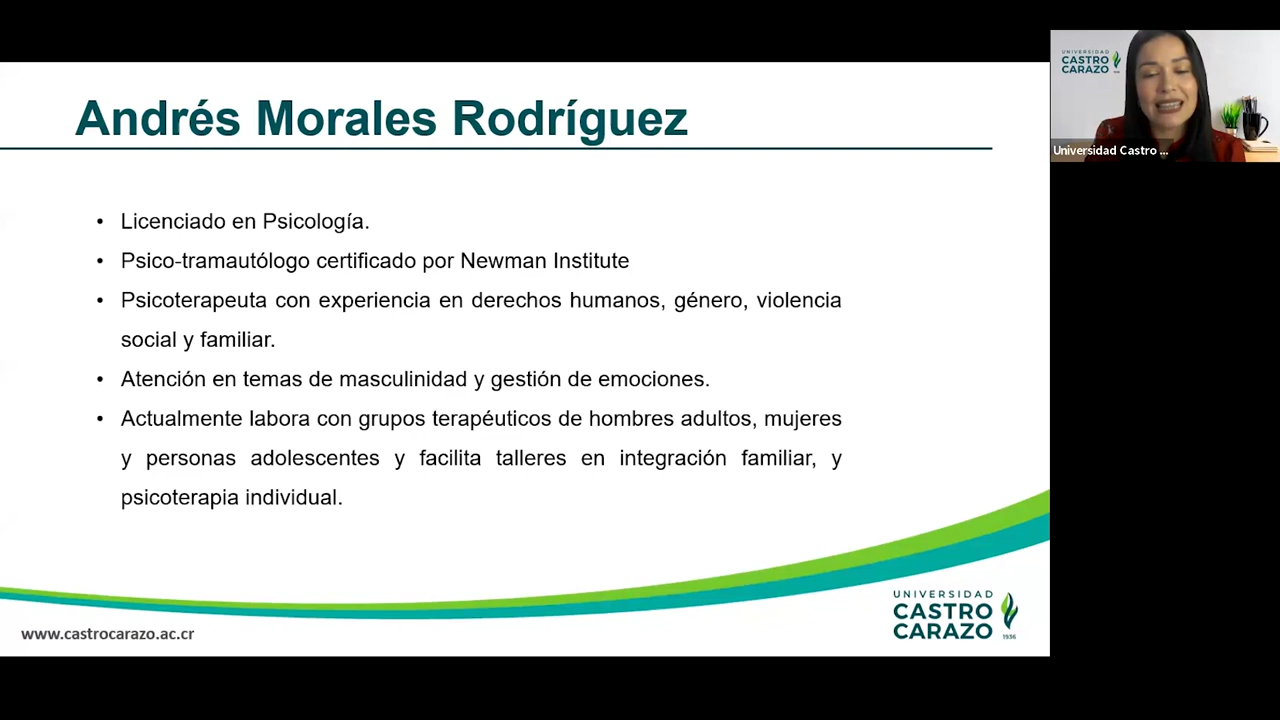 Andrés Morales Rodríguez
• Licenciado en Psicología.
• Psico-tramautólogo certificado por Newman Institute
• Psicoterapeuta con experiencia en derechos humanos, género, violencia
social y familiar.
• Atención en temas de masculinidad y gestión de emociones.
• Actualmente labora con grupos terapéuticos de hombres adultos, mujeres
y personas adolescentes y facilita talleres en integración familiar, y
psicoterapia individual.
www.castrocarazo.ac.cr
UNIVERSIDAD
CASTRO
CARAZO
1936
UNIVERSIDAD
CASTRO
CARAZO
Universidad Castro ...